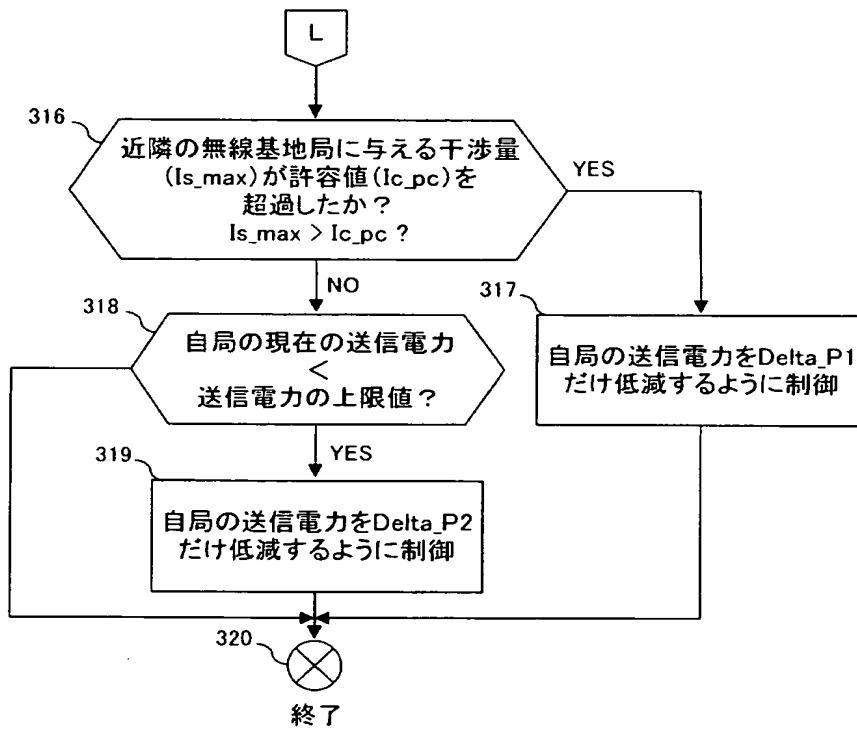 L
316
近隣の無線基地局に与える干渉量
(Is_max)が許容値(Ic_pc)を
超過したか?
Is_max > Ic_pc ?
YES
NO
318
自局の現在の送信電力
<
送信電力の上限値?
317
自局の送信電力をDelta_P1
だけ低減するように制御
YES
319
自局の送信電力をDelta_P2
だけ低減するように制御
320
終了